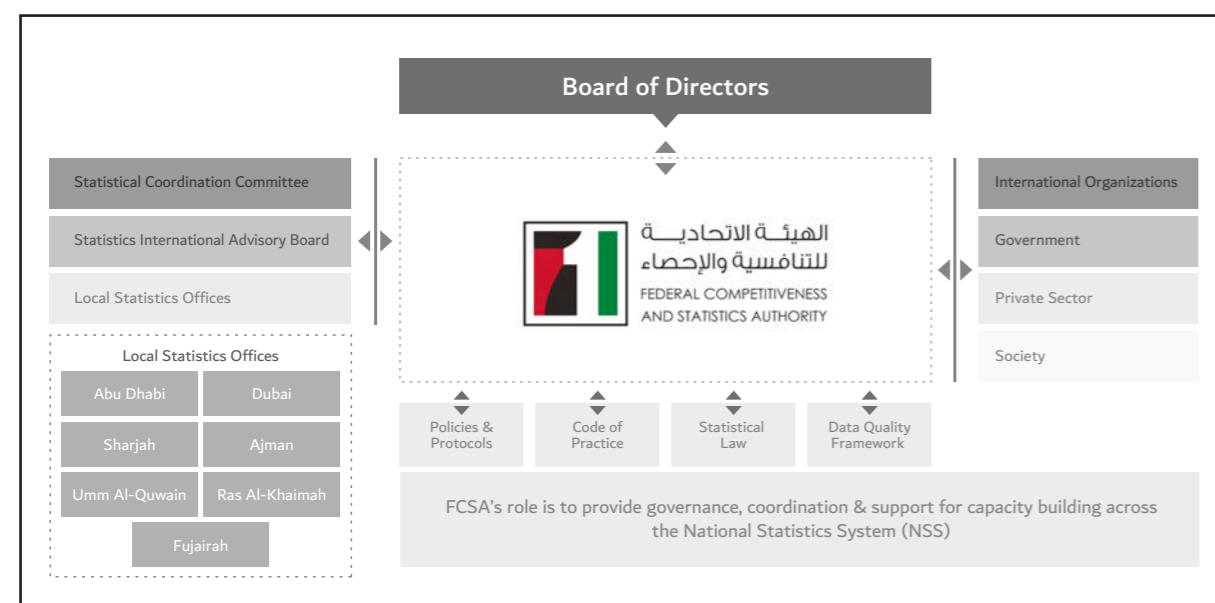 Board of Directors
Statistical Coordination Committee
Statistics International Advisory Board
Local Statistics Offices
Local Statistics Offices
Abu Dhabi
Dubai
Sharjah
Ajman
Umm Al-Quwain
Ras Al-Khaimah
Fujairah
الهيئــة الاتحاديــــة
للتنافسية والإحصاء
FEDERAL COMPETITIVENESS
AND STATISTICS AUTHORITY
International Organizations
Government
Private Sector
Society
Policies &
Protocols
Code of
Practice
Statistical
Law
Data Quality
Framework
FCSA's role is to provide governance, coordination & support for capacity building across
the National Statistics System (NSS)